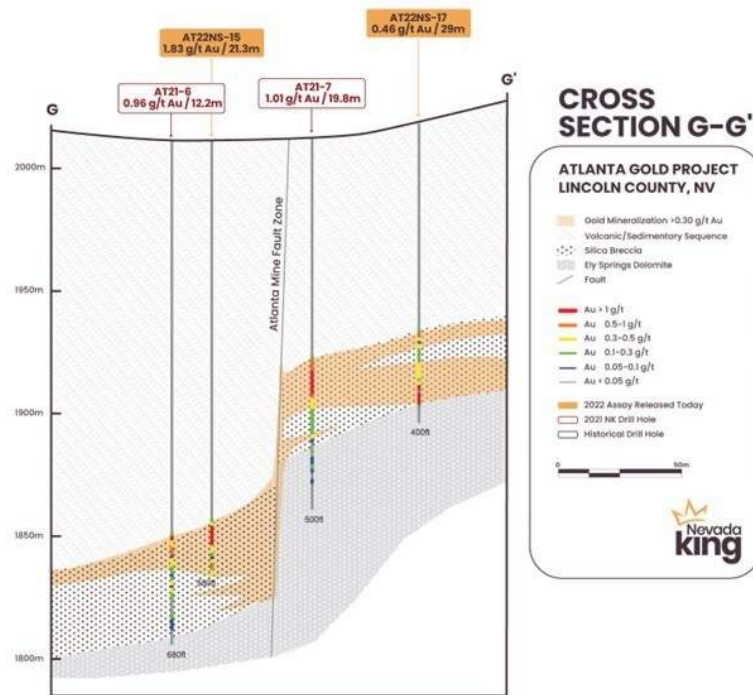 AT22NS-17
0.46 g/t Au / 29m
AT22NS-15
1.83 g/t Au / 21.3m
AT21-6
0.96 g/t Au / 12.2m
AT21-7
1.01 g/t Au / 19.8m
G
G'
2000m
1950m
1900m
1850m
1800m
Atlanta Mine Fault Zone
400ft
500ft
680ft
CROSS
SECTION G-G'
ATLANTA GOLD PROJECT
LINCOLN COUNTY, NV
Gold Mineralization >0.30 g/t Au
Volcanic/Sedimentary Sequence
Silica Breccia
Ely Springs Dolomite
Fault
Au > 1 g/t
Au 0.5-1 g/t
Au 0.3-0.5 g/t
Au 0.1-0.3 g/t
Au 0.05-0.1 g/t
Au < 0.05 g/t
2022 Assay Released Today
2021 NK Drill Hole
Historical Drill Hole
0
50m
Nevada
king